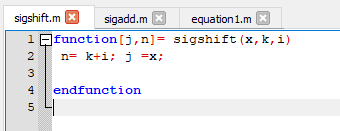 sigshift.m sigadd.m equation1.m
1 function[j,n]= sigshift(x,k,i)
2 n= k+i; j =x;
3
4 endfunction
5